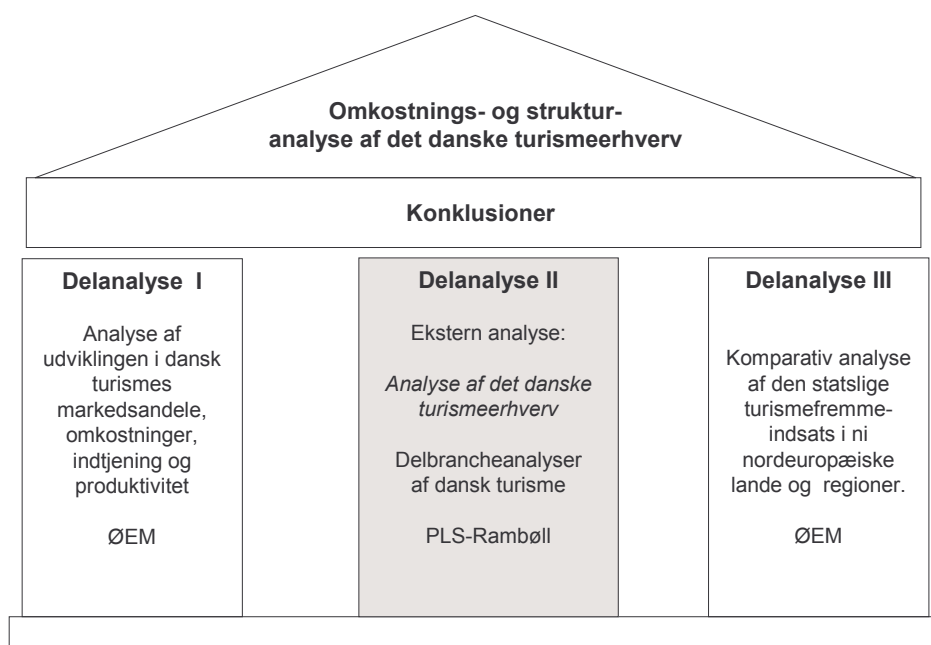 Omkostnings- og struktur-
analyse af det danske turismeerhverv
Konklusioner
Delanalyse I
Analyse af
udviklingen i dansk
turismes
markedsandele,
omkostninger,
indtjening og
produktivitet
ØEM
Delanalyse II
Ekstern analyse:
Analyse af det danske
turismeerhverv
Delbrancheanalyser
af dansk turisme
PLS-Rambøll
Delanalyse III
Komparativ analyse
af den statslige
turismefremme-
indsats i ni
nordeuropæiske
lande og regioner.
ØEM